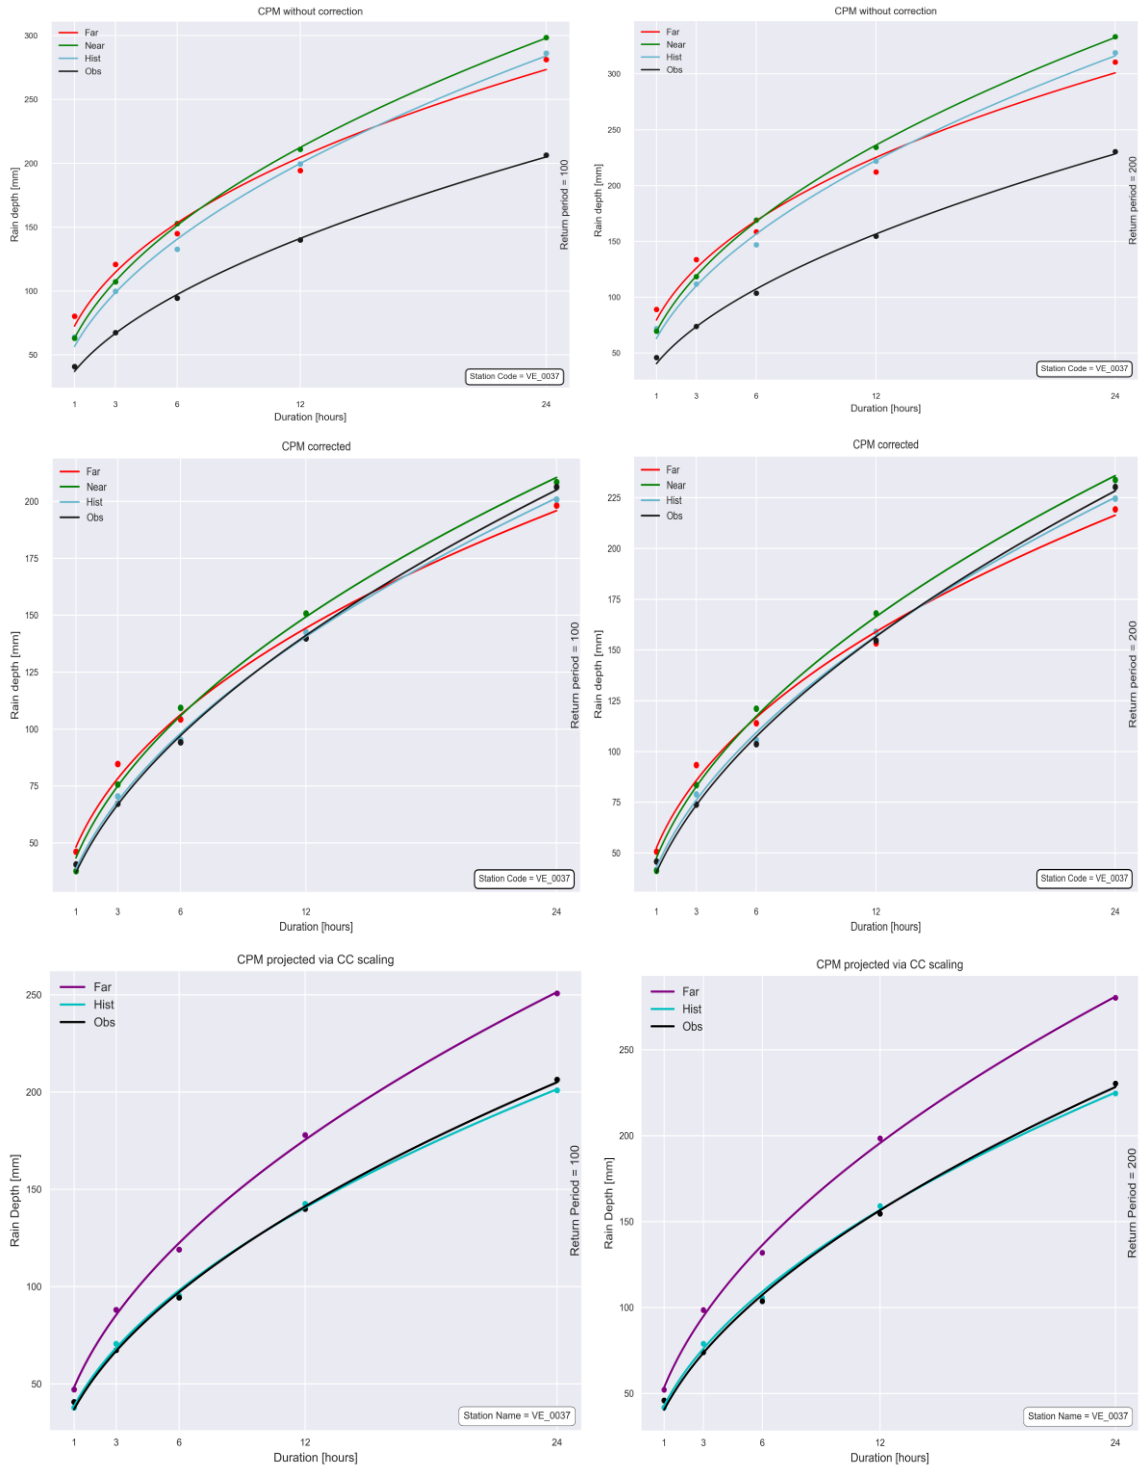 CPM without correction
Far
Near
Hist
Obs
300
250
200
150
100
50
Rain depth [mm]
Return period = 100
Station Code = VE_0037
1 3 6 12 24
Duration [hours]
CPM without correction
Far
Near
Hist
Obs
300
250
200
150
100
50
Rain depth [mm]
Return period = 200
Station Code = VE_0037
1 3 6 12 24
Duration [hours]
CPM corrected
Far
Near
Hist
Obs
200
175
150
125
100
75
50
Rain depth [mm]
Return period = 100
Station Code = VE_0037
1 3 6 12 24
Duration [hours]
CPM corrected
Far
Near
Hist
Obs
225
200
175
150
125
100
75
50
Rain depth [mm]
Return period = 200
Station Code = VE_0037
1 3 6 12 24
Duration [hours]
CPM projected via CC scaling
Far
Hist
Obs
250
200
150
100
50
Rain Depth [mm]
Return Period = 100
Station Name = VE_0037
1 3 6 12 24
Duration [hours]
CPM projected via CC scaling
Far
Hist
Obs
250
200
150
100
50
Rain Depth [mm]
Return Period = 200
Station Name = VE_0037
1 3 6 12 24
Duration [hours]